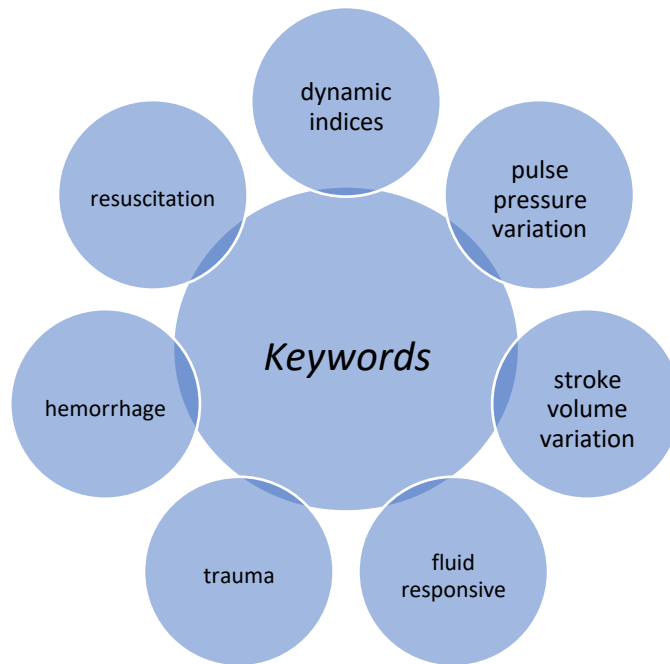 dynamic
indices
pulse
pressure
variation
resuscitation
Keywords
stroke
volume
variation
hemorrhage
fluid
responsive
trauma